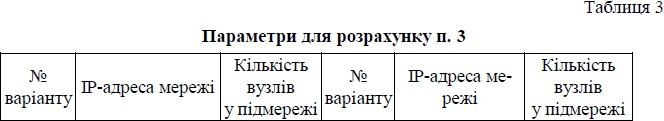 Таблиця 3
Параметри для розрахунку п. 3
№ варіанту
IP-адреса мережі
Кількість вузлів у підмережі
№ варіанту
IP-адреса ме-
режі
Кількість вузлів у підмережі